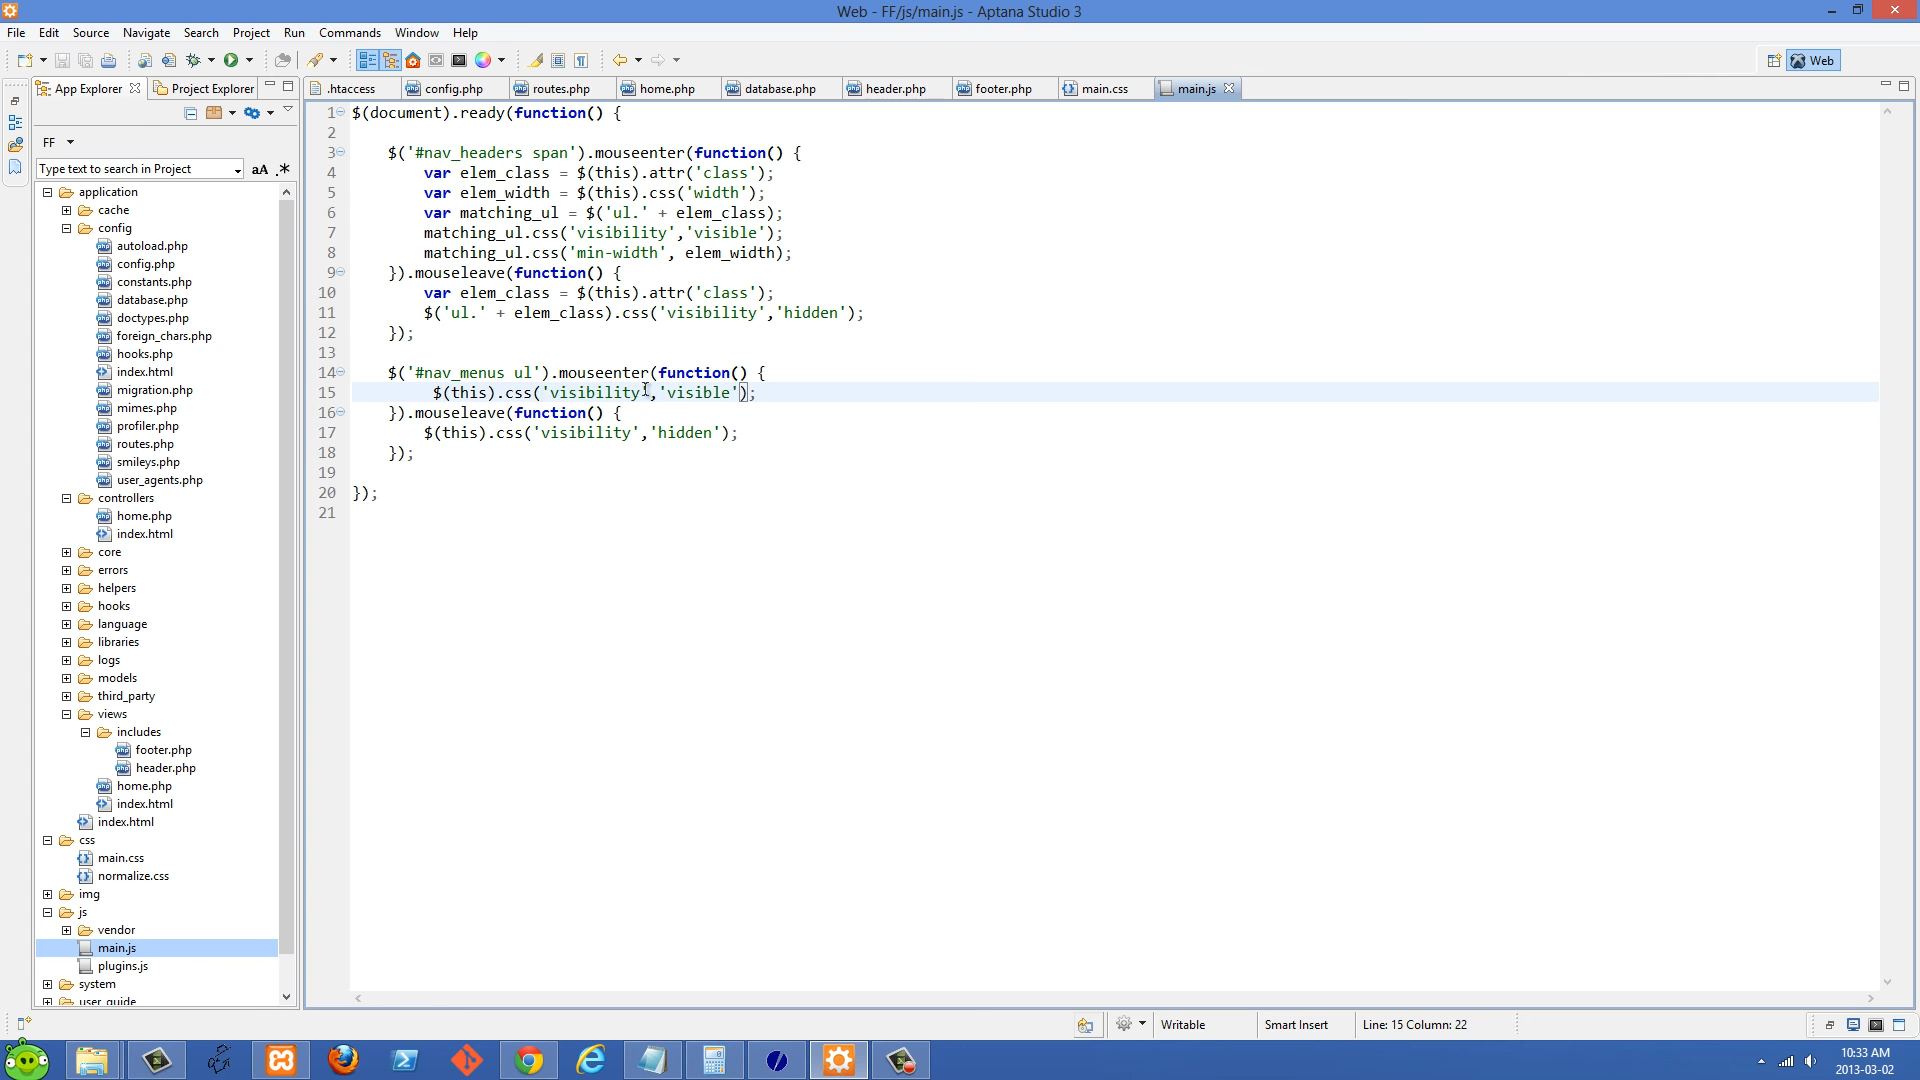 Web - FF/js/main.js - Aptana Studio 3
File Edit Source Navigate Search Project Run Commands Window Help
Web
App Explorer Project Explorer
.htaccess config.php routes.php home.php database.php header.php footer.php main.css main.js
FF
Type text to search in Project aA .*
application
cache
config
autoload.php
config.php
constants.php
database.php
doctypes.php
foreign_chars.php
hooks.php
index.html
migration.php
mimes.php
profiler.php
routes.php
smileys.php
user_agents.php
controllers
home.php
index.html
core
errors
helpers
hooks
language
libraries
logs
models
third_party
views
includes
footer.php
header.php
home.php
index.html
index.html
css
main.css
normalize.css
img
js
vendor
main.js
plugins.js
system
user_guide
1 $(document).ready(function() {
2
3 $('#nav_headers span').mouseenter(function() {
4 var elem_class = $(this).attr('class');
5 var elem_width = $(this).css('width');
6 var matching_ul = $('ul.' + elem_class);
7 matching_ul.css('visibility','visible');
8 matching_ul.css('min-width', elem_width);
9 }).mouseleave(function() {
10 var elem_class = $(this).attr('class');
11 $('ul.' + elem_class).css('visibility','hidden');
12 });
13
14 $('#nav_menus ul').mouseenter(function() {
15 $(this).css('visibility','visible');
16 }).mouseleave(function() {
17 $(this).css('visibility','hidden');
18 });
19
20 });
21
Writable Smart Insert Line: 15 Column: 22
10:33 AM
2013-03-02